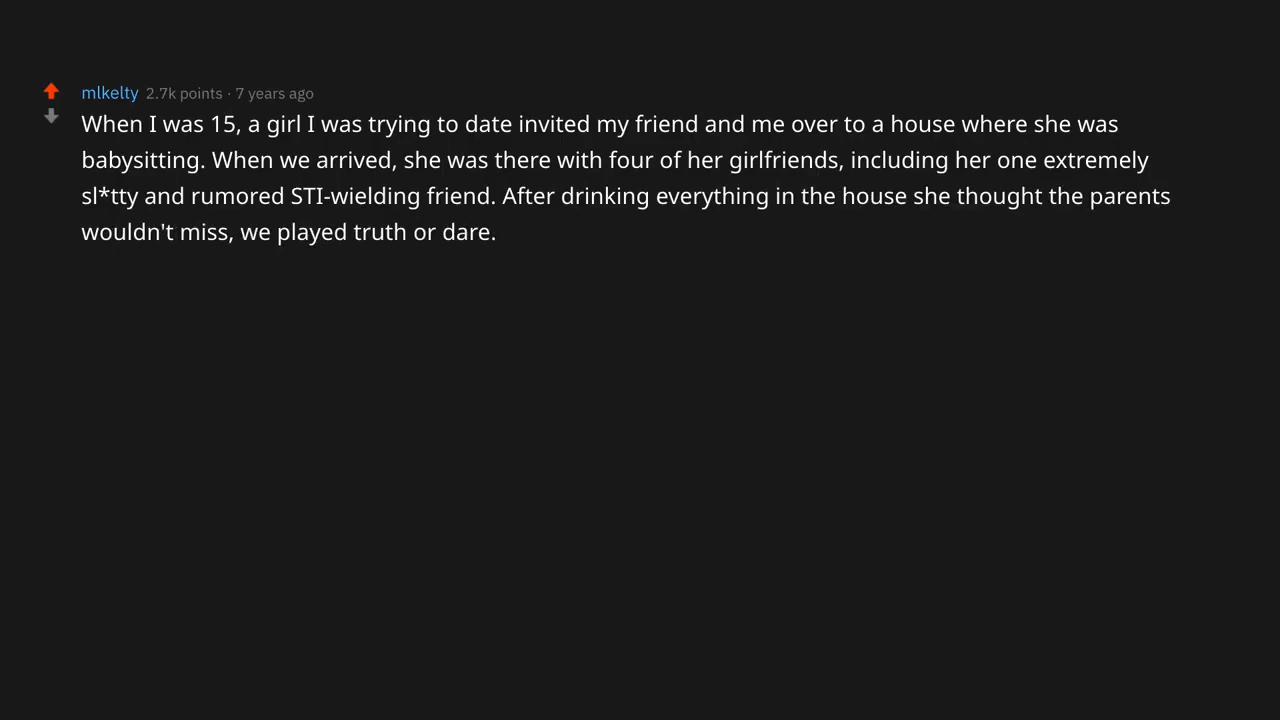 mlkelty 2.7k points · 7 years ago
When I was 15, a girl I was trying to date invited my friend and me over to a house where she was
babysitting. When we arrived, she was there with four of her girlfriends, including her one extremely
sl*tty and rumored STI-wielding friend. After drinking everything in the house she thought the parents
wouldn't miss, we played truth or dare.